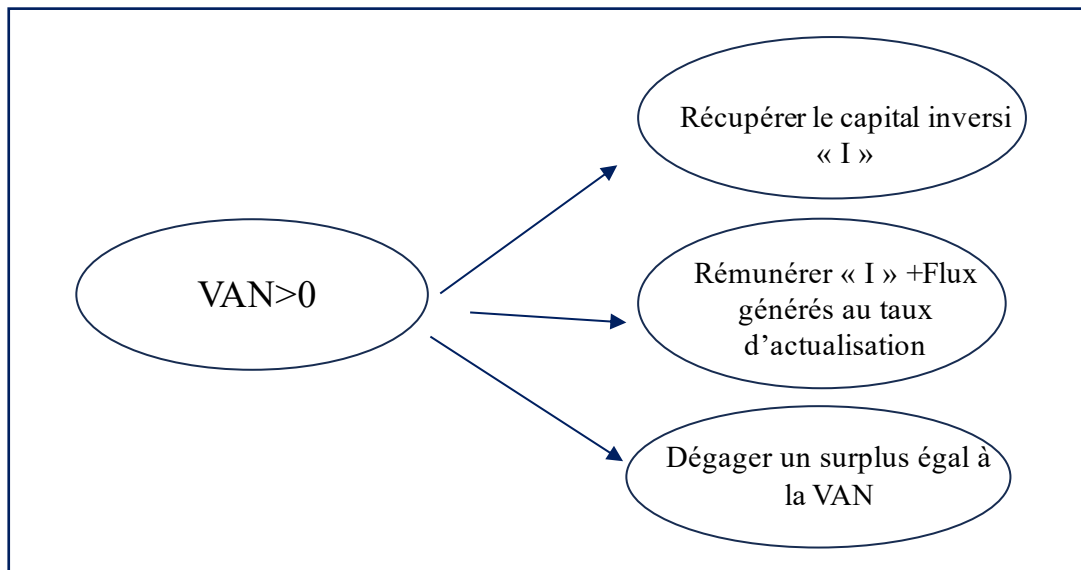 Récupérer le capital inversi
« I »
VAN>0
Rémunérer « I » +Flux
générés au taux
d’actualisation
Dégager un surplus égal à
la VAN